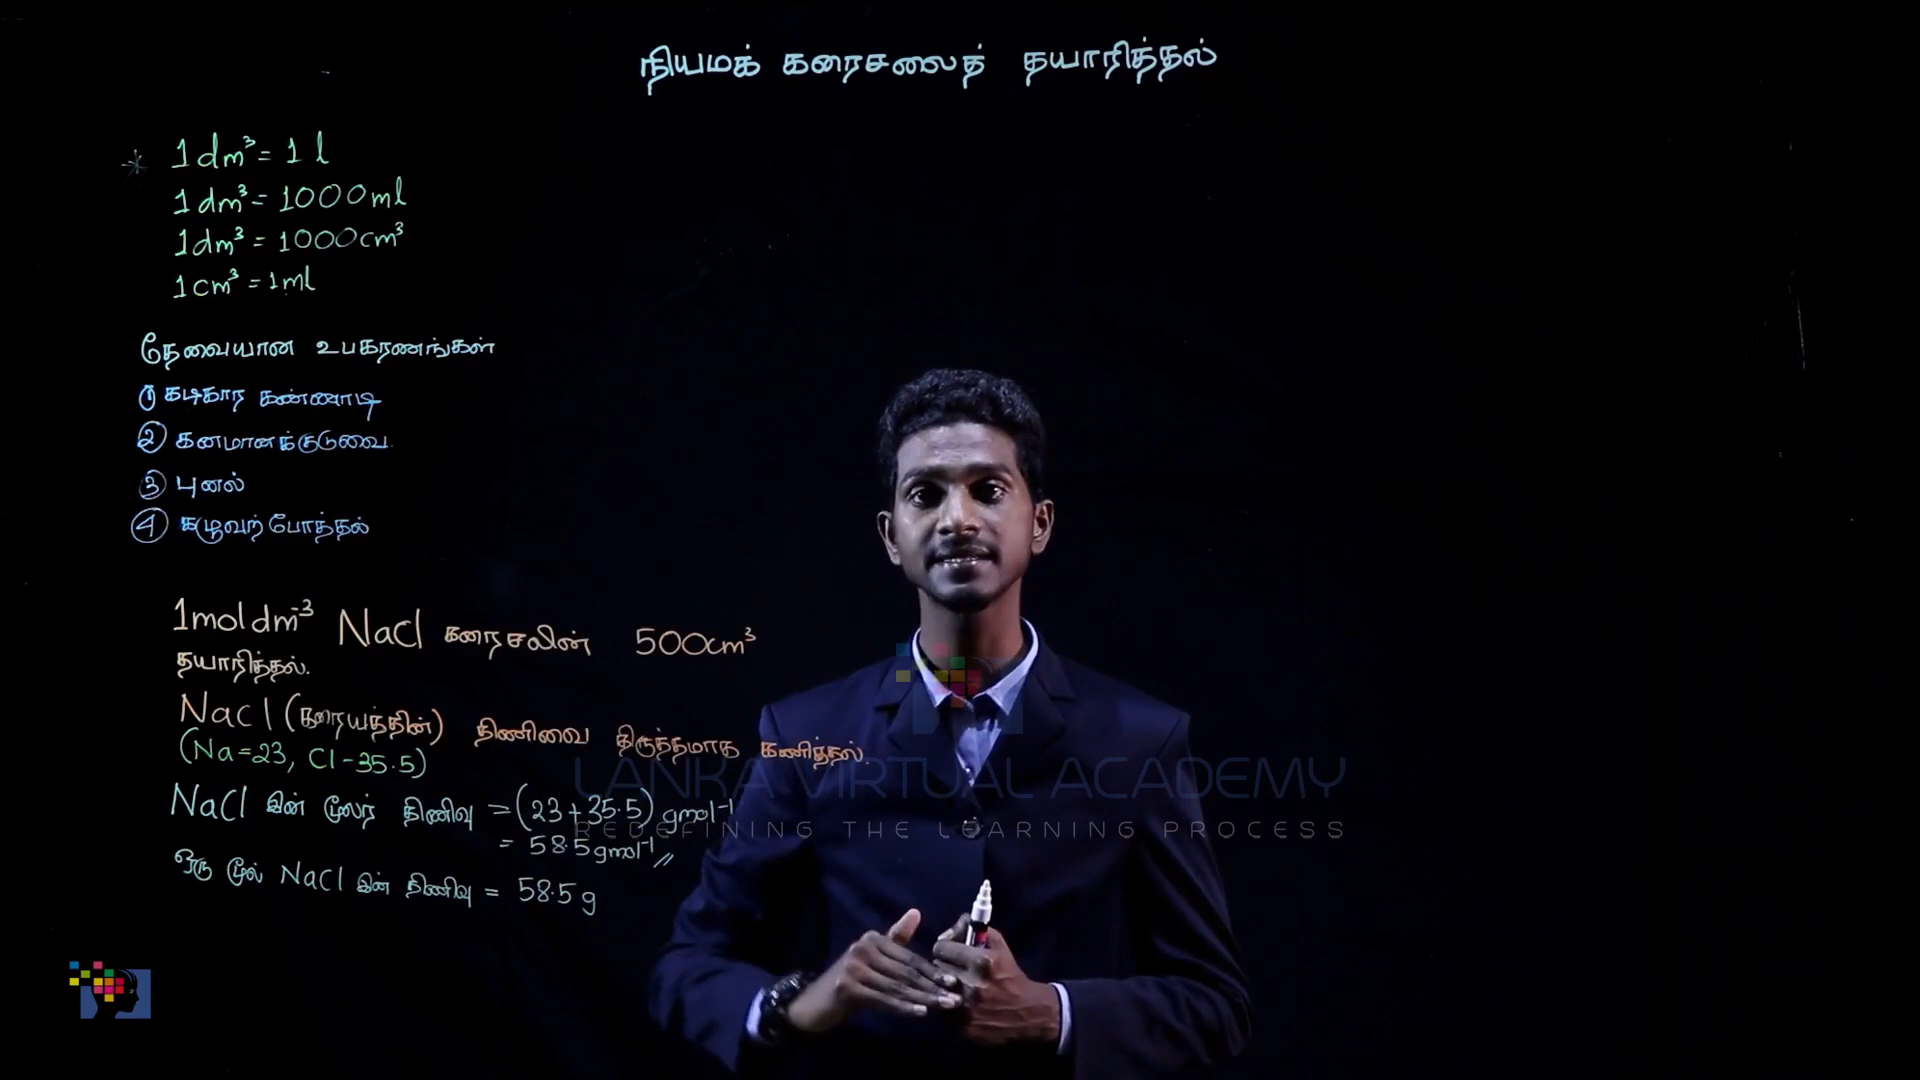 நியமக் கரைசலைத் தயாரித்தல்
* 1dm³ = 1 l
1dm³ = 1000ml
1dm³ = 1000cm³
1cm³ = 1ml
தேவையான உபகரணங்கள்
① கடிகார கண்ணாடி
② கனமானக்குடுவை.
③ புனல்
④ கழுவற்போத்தல்
1mol dm⁻³ NaCl கரைசலின் 500cm³
தயாரித்தல்.
NaCl (கரையத்தின்) திணிவை திருத்தமாக கணித்தல்.
(Na=23, Cl-35.5)
NaCl இன் மூலர் திணிவு = (23+35.5) gmol⁻¹
= 58.5gmol⁻¹//
ஒரு மூல் NaCl இன் திணிவு = 58.5g
LANKA VIRTUAL ACADEMY
REDEFINING THE LEARNING PROCESS